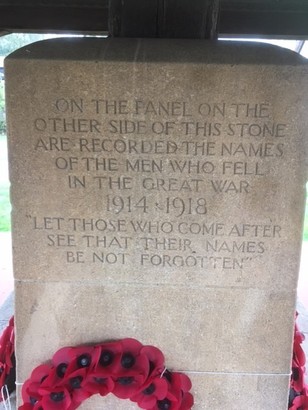 ON THE PANEL ON THE
OTHER SIDE OF THIS STONE
ARE RECORDED THE NAMES
OF THE MEN WHO FELL
IN THE GREAT WAR
1914-1918
"LET THOSE WHO COME AFTER
SEE THAT THEIR NAMES
BE NOT FORGOTTEN"